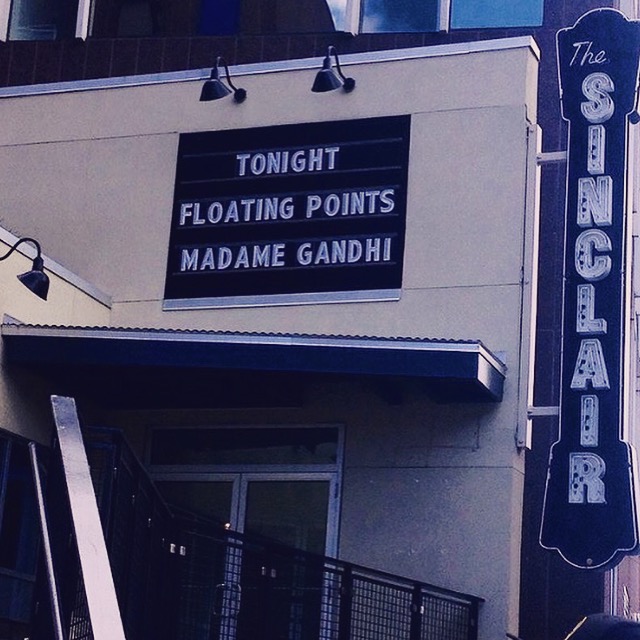 TONIGHT
FLOATING POINTS
MADAME GANDHI
The
SINCLAIR